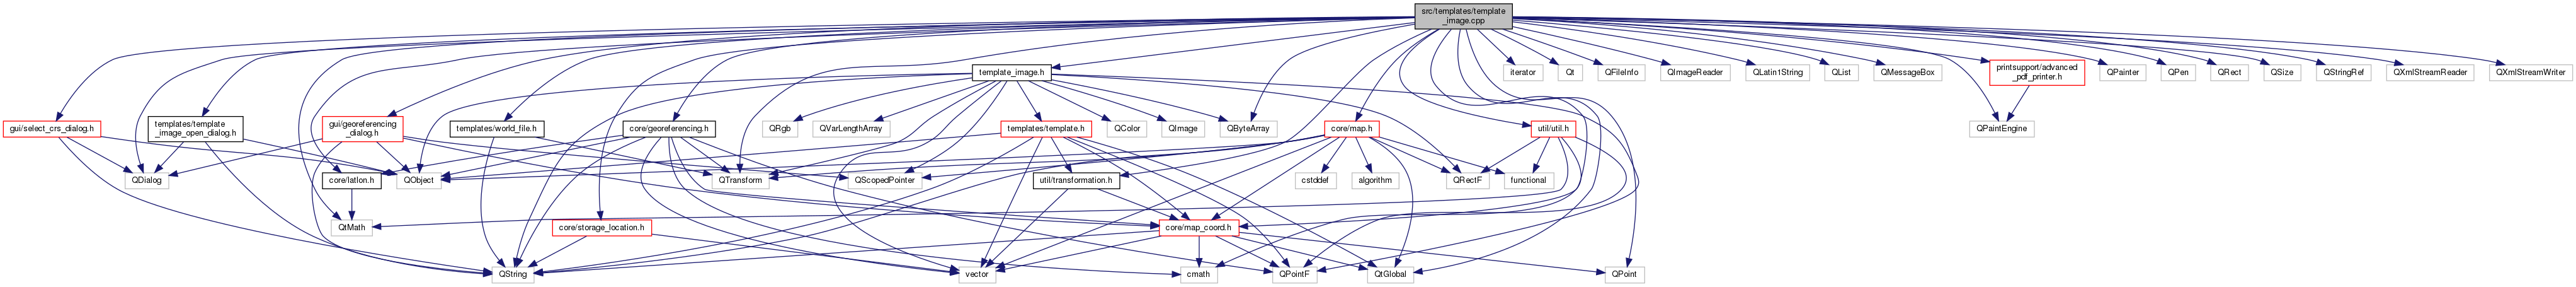 src/templates/template
_image.cpp
template_image.h
iterator
Qt
QFileInfo
QImageReader
QLatin1String
QList
QMessageBox
printsupport/advanced
_pdf_printer.h
QPainter
QPen
QRect
QSize
QStringRef
QXmlStreamReader
QXmlStreamWriter
gui/select_crs_dialog.h
templates/template
_image_open_dialog.h
gui/georeferencing
_dialog.h
templates/world_file.h
core/georeferencing.h
QRgb
QVarLengthArray
templates/template.h
QColor
QImage
QByteArray
core/map.h
util/util.h
QPaintEngine
QDialog
core/latlon.h
QObject
QTransform
QScopedPointer
util/transformation.h
cstddef
algorithm
QRectF
functional
QtMath
core/storage_location.h
core/map_coord.h
QString
vector
cmath
QPointF
QtGlobal
QPoint